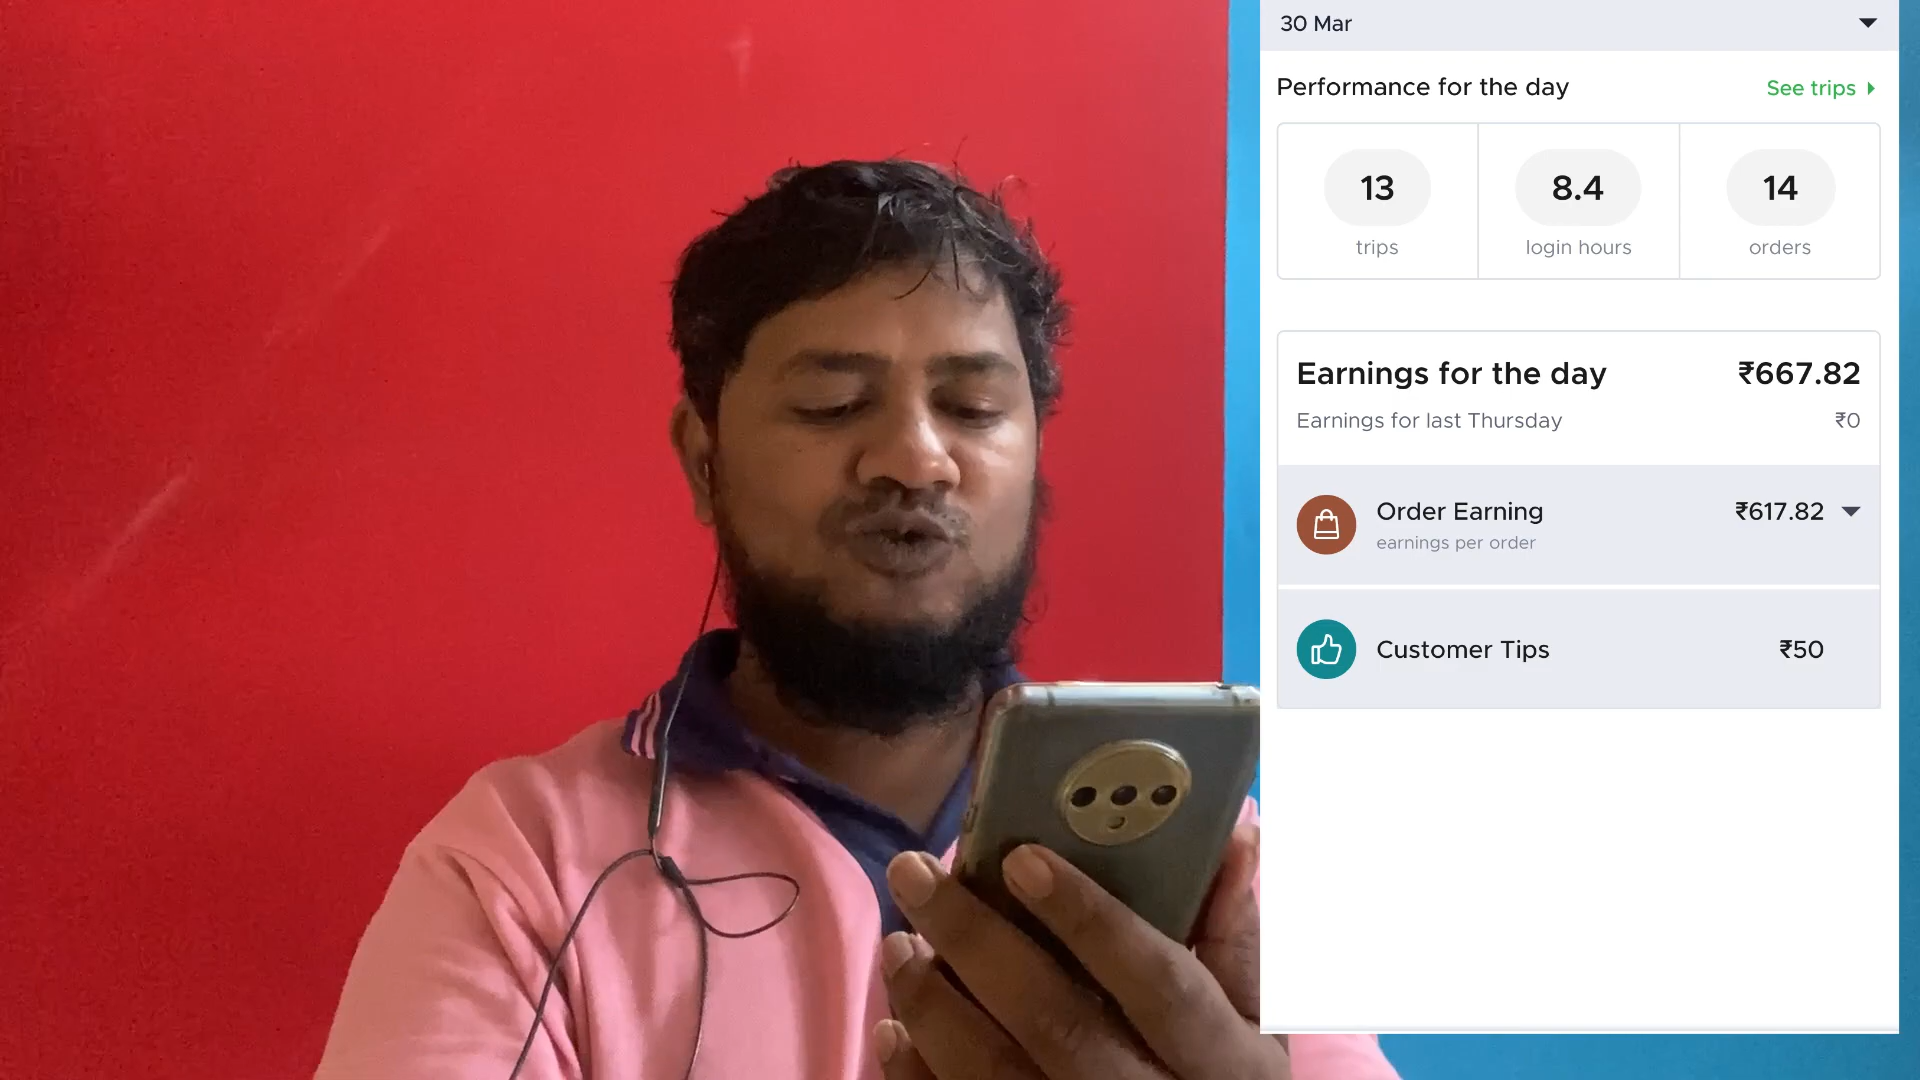 30 Mar
Performance for the day
See trips
13
8.4
14
trips
login hours
orders
Earnings for the day
₹667.82
Earnings for last Thursday
₹0
Order Earning
₹617.82
earnings per order
Customer Tips
₹50